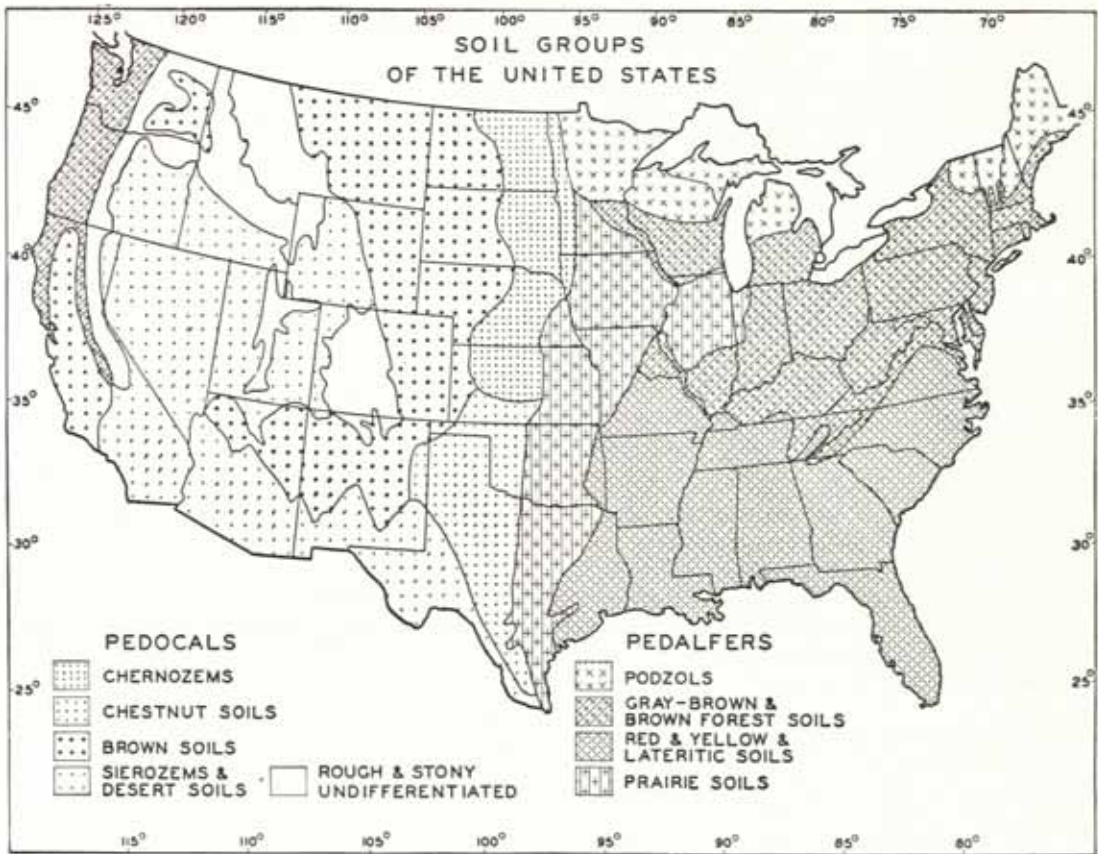 125° 120° 115° 110° 105° 100° 95° 90° 85° 80° 75° 70°
SOIL GROUPS
OF THE UNITED STATES
45° 45°
40° 40°
35° 35°
30° 30°
25° 25°
PEDOCALS
CHERNOZEMS
CHESTNUT SOILS
BROWN SOILS
SIEROZEMS &
DESERT SOILS
ROUGH & STONY
UNDIFFERENTIATED
PEDALFERS
PODZOLS
GRAY-BROWN &
BROWN FOREST SOILS
RED & YELLOW &
LATERITIC SOILS
PRAIRIE SOILS
115° 110° 105° 100° 95° 90° 85° 80°